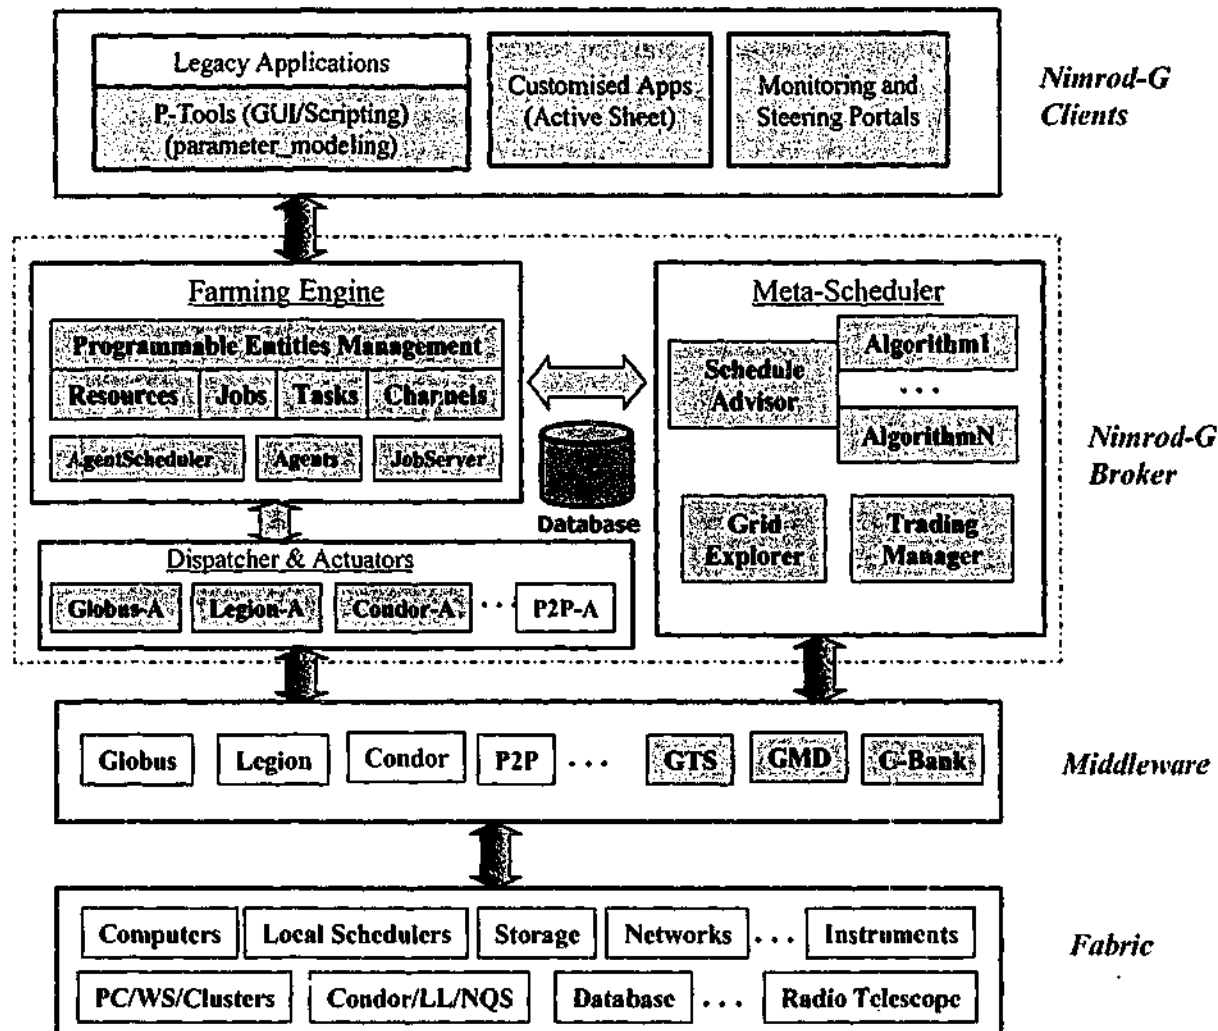 Legacy Applications
P-Tools (GUI/Scripting)
(parameter_modeling)
Customised Apps
(Active Sheet)
Monitoring and
Steering Portals
Nimrod-G
Clients
Farming Engine
Programmable Entities Management
Resources
Jobs
Tasks
Channels
AgentScheduler
Agents
JobServer
Database
Meta-Scheduler
Schedule
Advisor
Algorithm1
...
AlgorithmN
Grid
Explorer
Trading
Manager
Nimrod-G
Broker
Dispatcher & Actuators
Globus-A
Legion-A
Condor-A
...
P2P-A
Globus
Legion
Condor
P2P
...
GTS
GMD
G-Bank
Middleware
Computers
Local Schedulers
Storage
Networks
...
Instruments
Fabric
PC/WS/Clusters
Condor/LL/NQS
Database
...
Radio Telescope